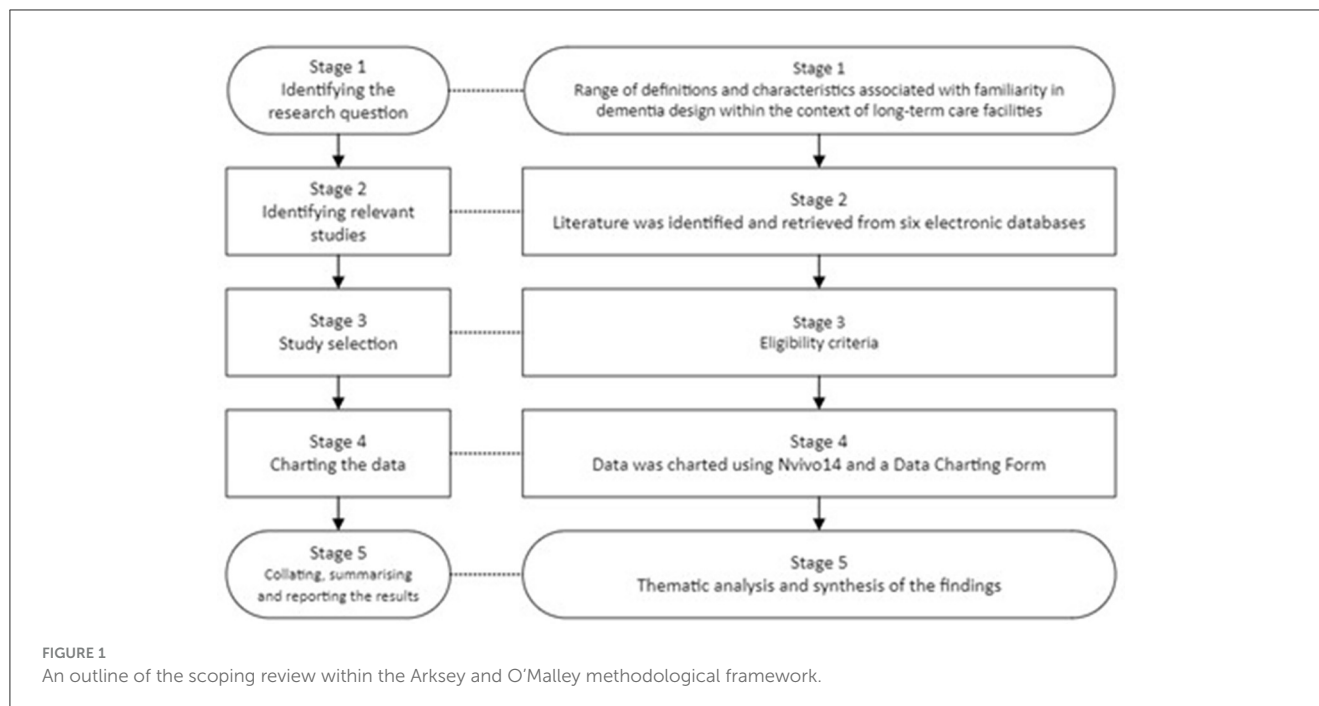 Stage 1
Identifying the
research question
Stage 1
Range of definitions and characteristics associated with familiarity in
dementia design within the context of long-term care facilities
Stage 2
Identifying relevant
studies
Stage 2
Literature was identified and retrieved from six electronic databases
Stage 3
Study selection
Stage 3
Eligibility criteria
Stage 4
Charting the data
Stage 4
Data was charted using Nvivo14 and a Data Charting Form
Stage 5
Collating, summarising
and reporting the results
Stage 5
Thematic analysis and synthesis of the findings
FIGURE 1
An outline of the scoping review within the Arksey and O'Malley methodological framework.